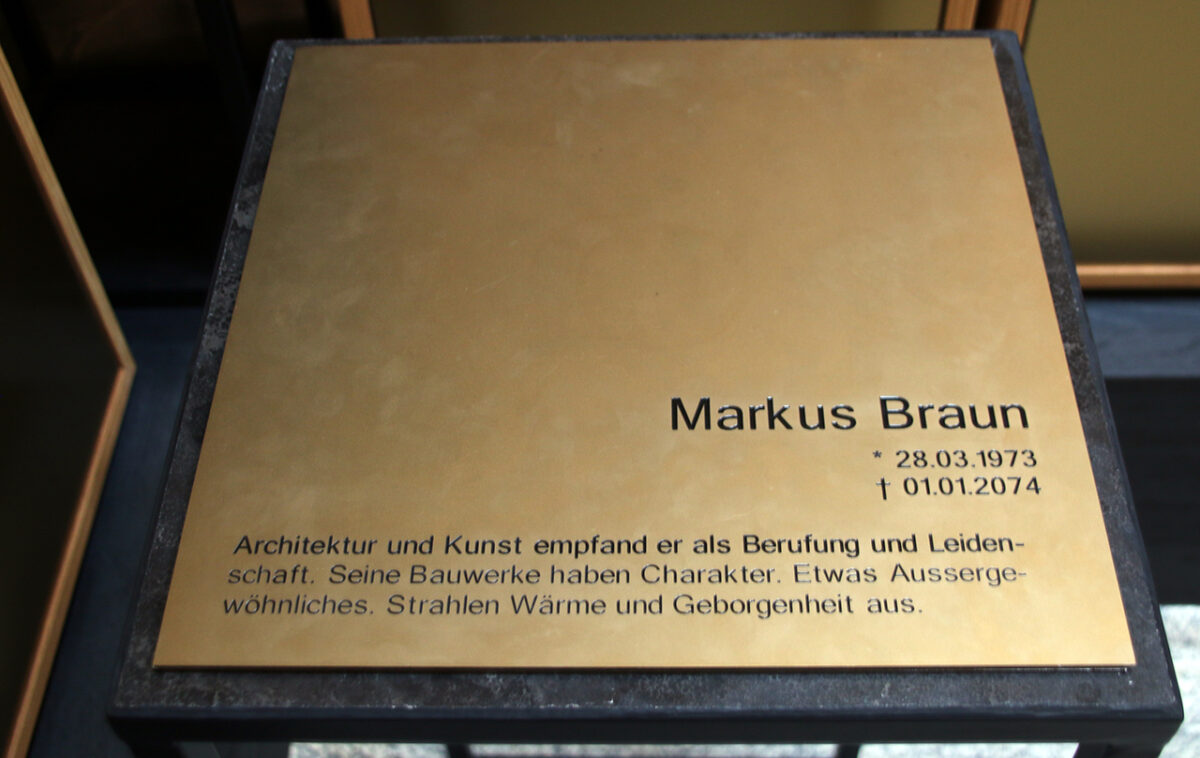 Markus Braun
* 28.03.1973
† 01.01.2074
Architektur und Kunst empfand er als Berufung und Leiden-
schaft. Seine Bauwerke haben Charakter. Etwas Ausserge-
wöhnliches. Strahlen Wärme und Geborgenheit aus.